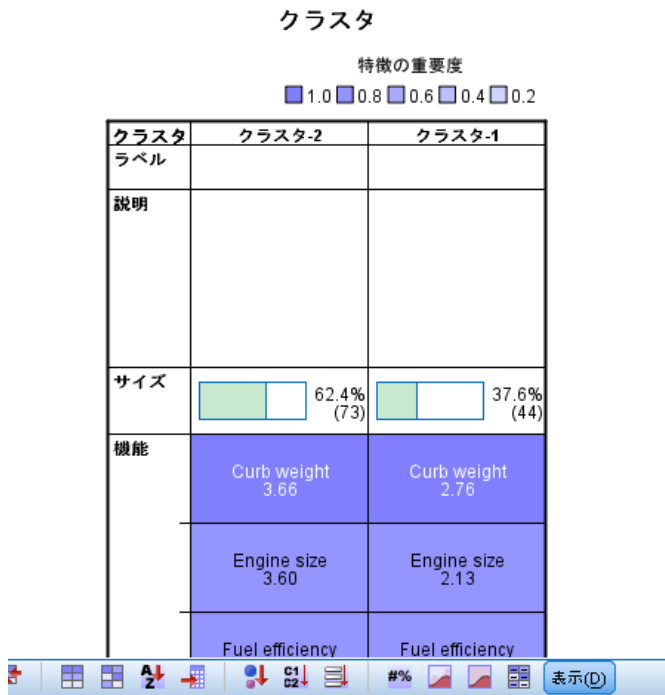 クラスタ
特徴の重要度
1.0 0.8 0.6 0.4 0.2
クラスタ クラスタ-2 クラスタ-1
ラベル
説明
サイズ 62.4% 37.6%
(73) (44)
機能
Curb weight Curb weight
3.66 2.76
Engine size Engine size
3.60 2.13
Fuel efficiency Fuel efficiency
A Z C1 C2 #% 表示(D)